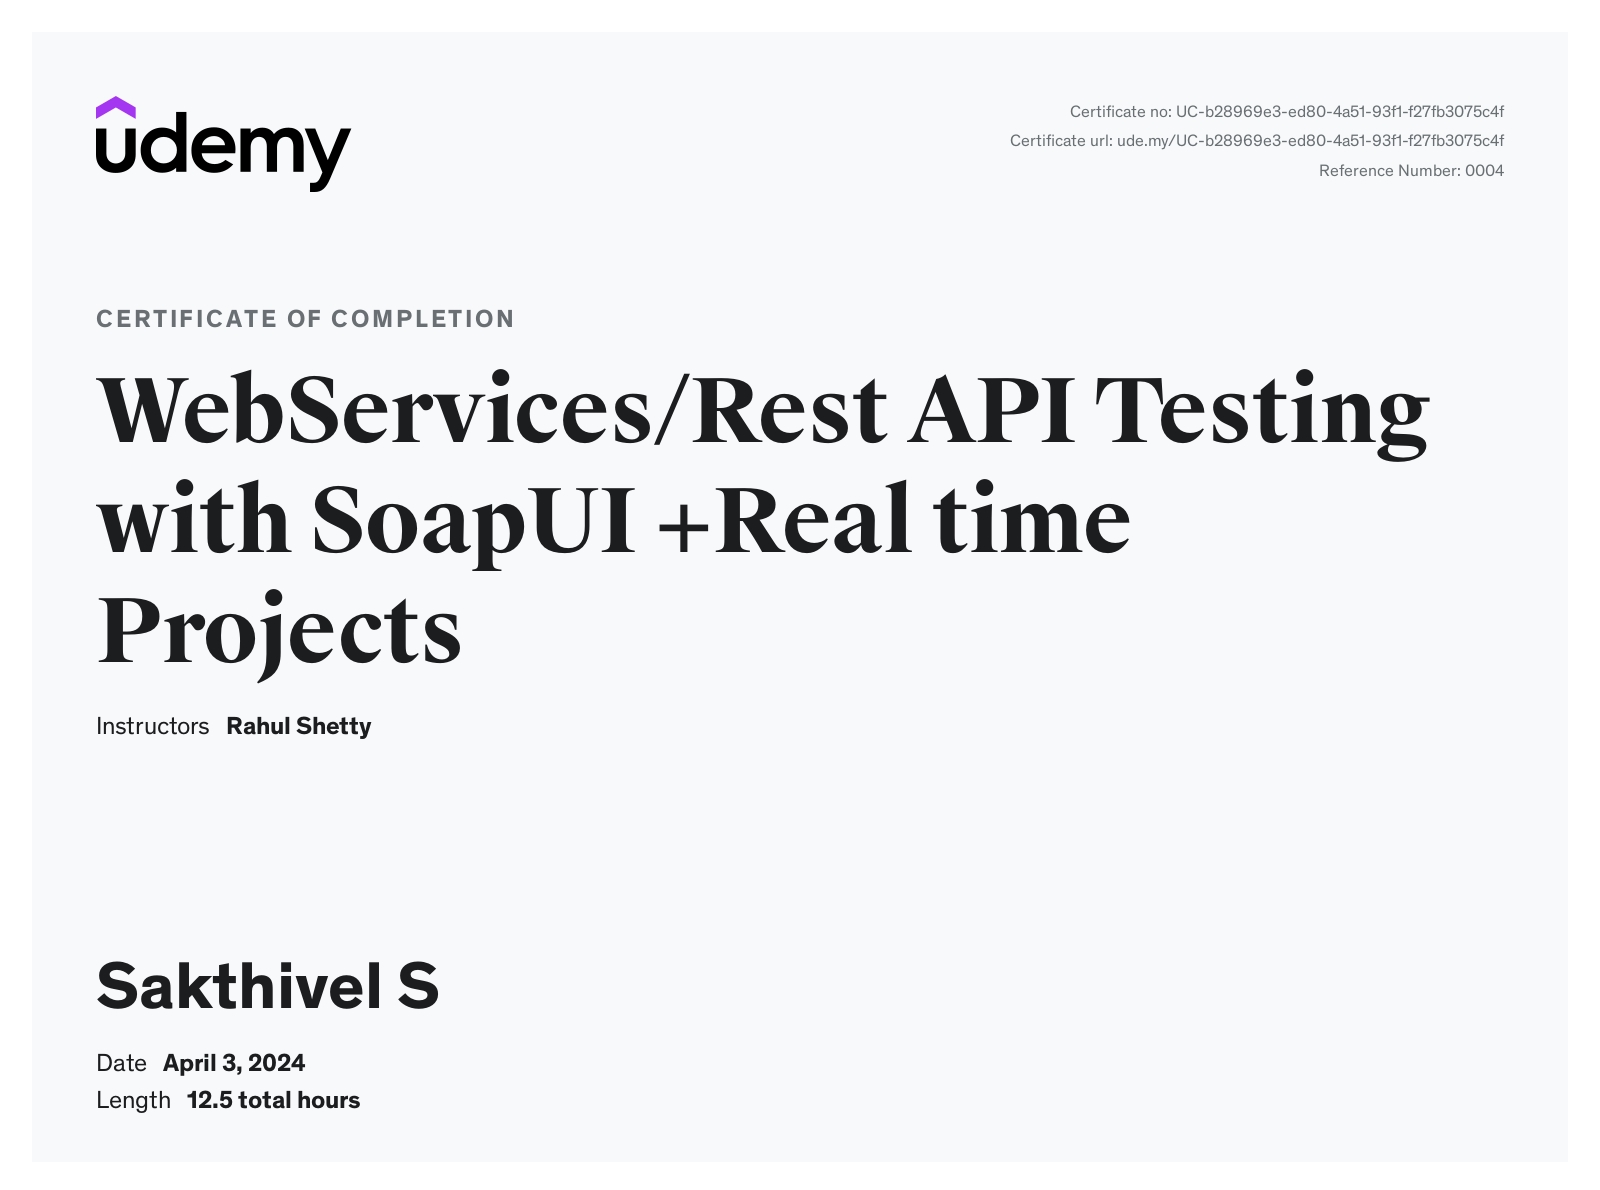 udemy
Certificate no: UC-b28969e3-ed80-4a51-93f1-f27fb3075c4f
Certificate url: ude.my/UC-b28969e3-ed80-4a51-93f1-f27fb3075c4f
Reference Number: 0004
CERTIFICATE OF COMPLETION
WebServices/Rest API Testing
with SoapUI +Real time
Projects
Instructors Rahul Shetty
Sakthivel S
Date April 3, 2024
Length 12.5 total hours